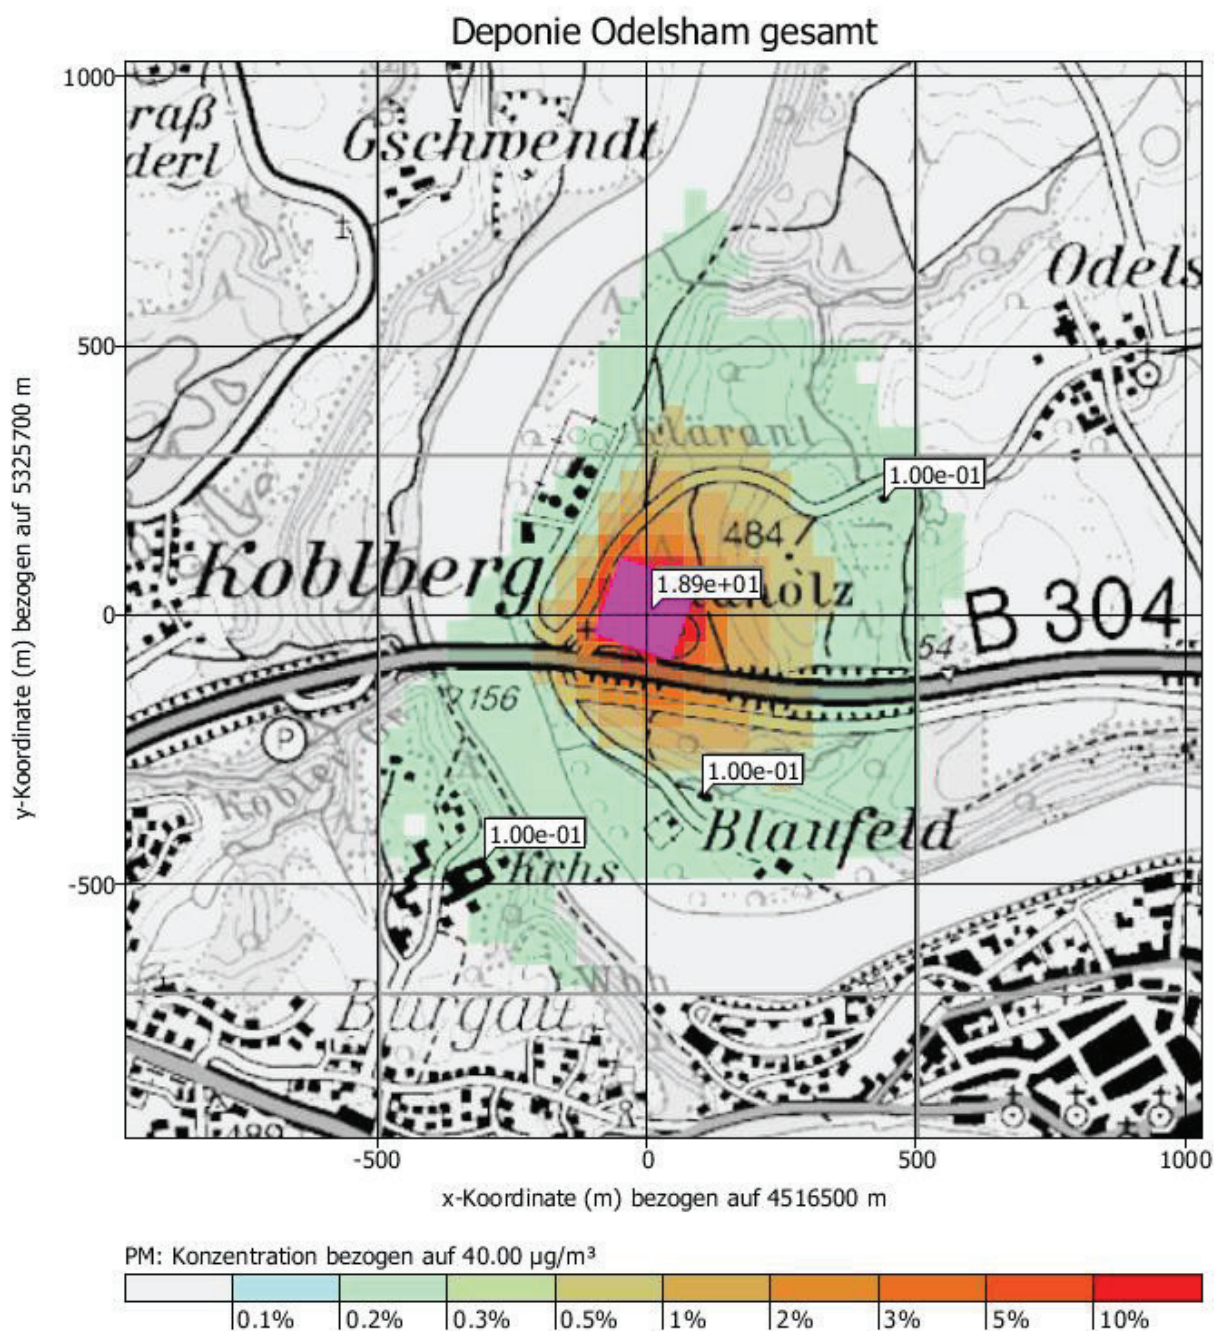 Deponie Odelsham gesamt
1000
raß
derl
Gschwendt
Odels
500
Klaranl
1.00e-01
484
Koblberg
1.89e+01
0
B 304
54
156
P
1.00e-01
Blaufeld
1.00e-01
Krhs
-500
Burgau
489
-500
0
500
1000
x-Koordinate (m) bezogen auf 4516500 m
y-Koordinate (m) bezogen auf 5325700 m
PM: Konzentration bezogen auf 40.00 µg/m³
0.1%
0.2%
0.3%
0.5%
1%
2%
3%
5%
10%